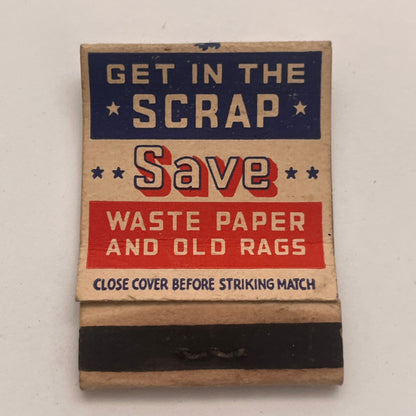 GET IN THE
SCRAP
Save
WASTE PAPER
AND OLD RAGS
CLOSE COVER BEFORE STRIKING MATCH